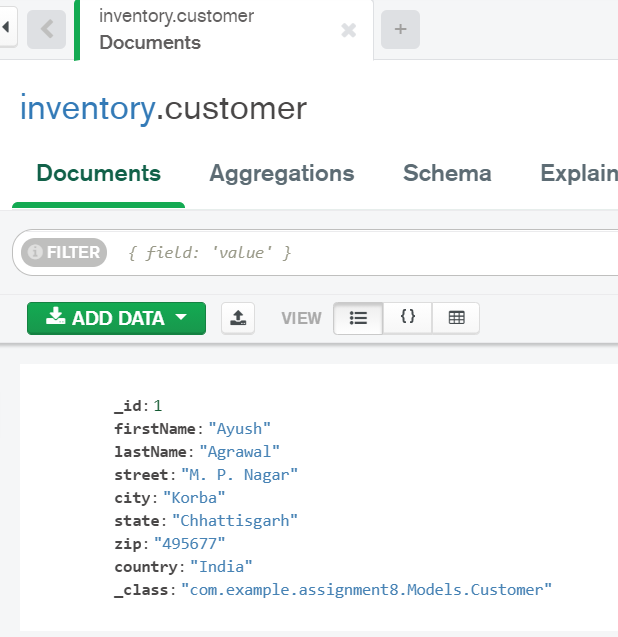 inventory.customer
Documents
inventory.customer
Documents Aggregations Schema Explain
FILTER { field: 'value' }
ADD DATA VIEW { }
_id: 1
firstName: "Ayush"
lastName: "Agrawal"
street: "M. P. Nagar"
city: "Korba"
state: "Chhattisgarh"
zip: "495677"
country: "India"
_class: "com.example.assignment8.Models.Customer"